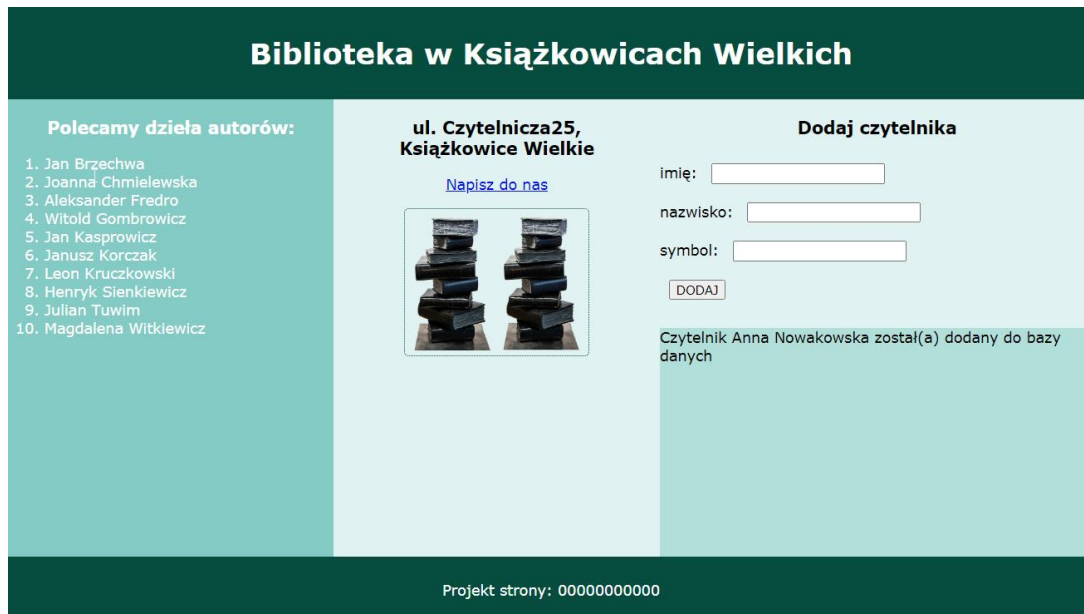 Biblioteka w Książkowicach Wielkich
Polecamy dzieła autorów:
1. Jan Brzechwa
2. Joanna Chmielewska
3. Aleksander Fredro
4. Witold Gombrowicz
5. Jan Kasprowicz
6. Janusz Korczak
7. Leon Kruczkowski
8. Henryk Sienkiewicz
9. Julian Tuwim
10. Magdalena Witkiewicz
ul. Czytelnicza25,
Książkowice Wielkie
Napisz do nas
Dodaj czytelnika
imię:
nazwisko:
symbol:
DODAJ
Czytelnik Anna Nowakowska został(a) dodany do bazy
danych
Projekt strony: 00000000000